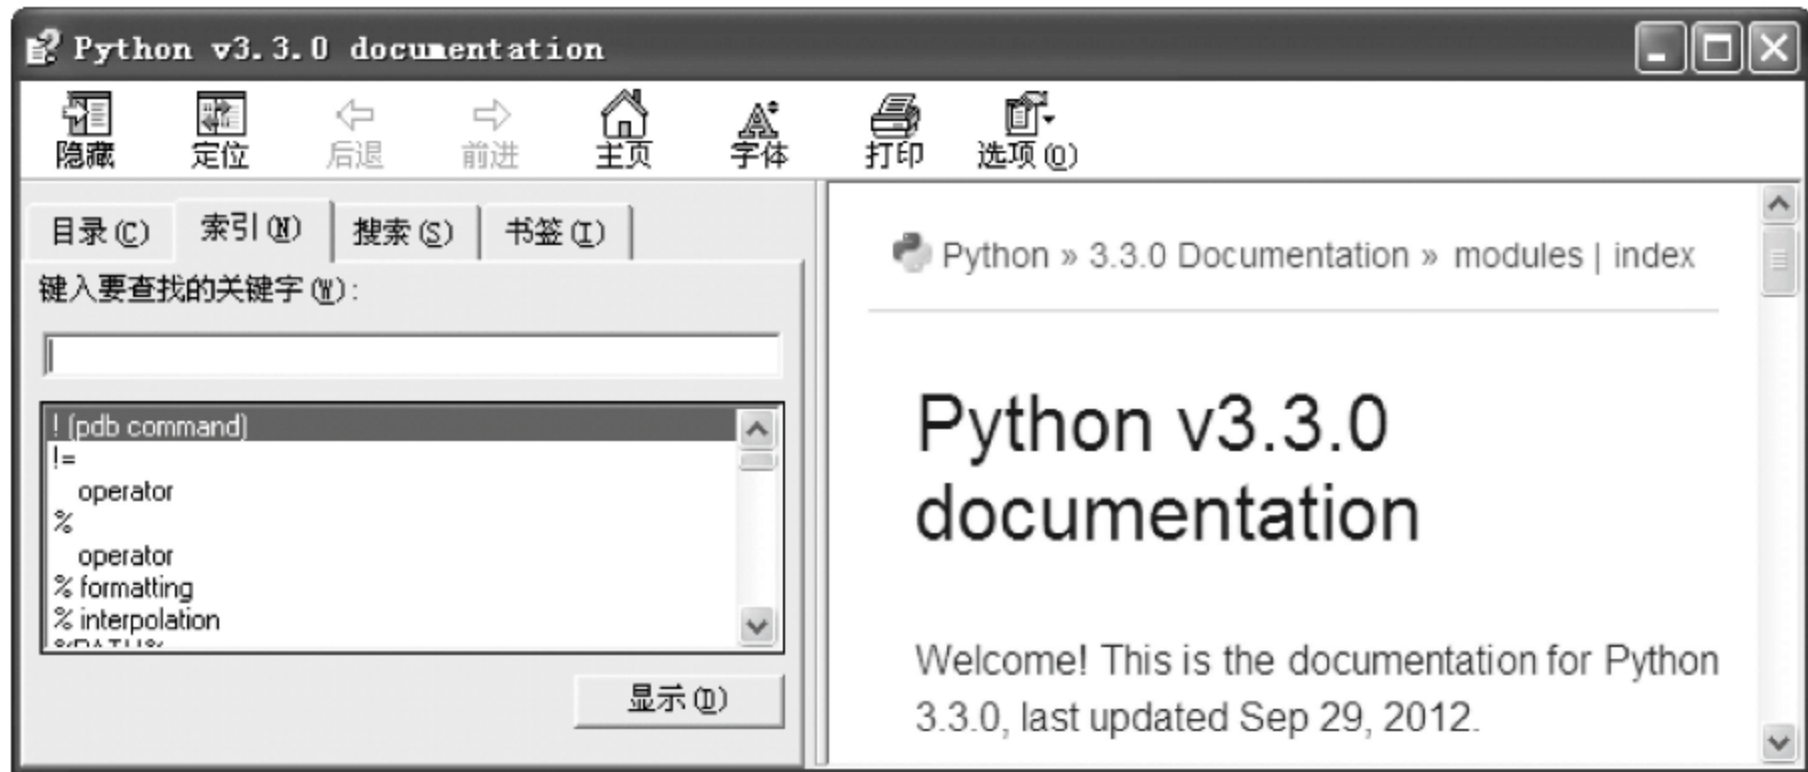 Python v3.3.0 documentation
隐藏 定位 后退 前进 主页 字体 打印 选项(O)
目录(C) 索引(N) 搜索(S) 书签(I)
键入要查找的关键字(W):
! (pdb command)
!=
operator
%
operator
% formatting
% interpolation
%PATH%
显示(D)
Python » 3.3.0 Documentation » modules | index
Python v3.3.0
documentation
Welcome! This is the documentation for Python
3.3.0, last updated Sep 29, 2012.